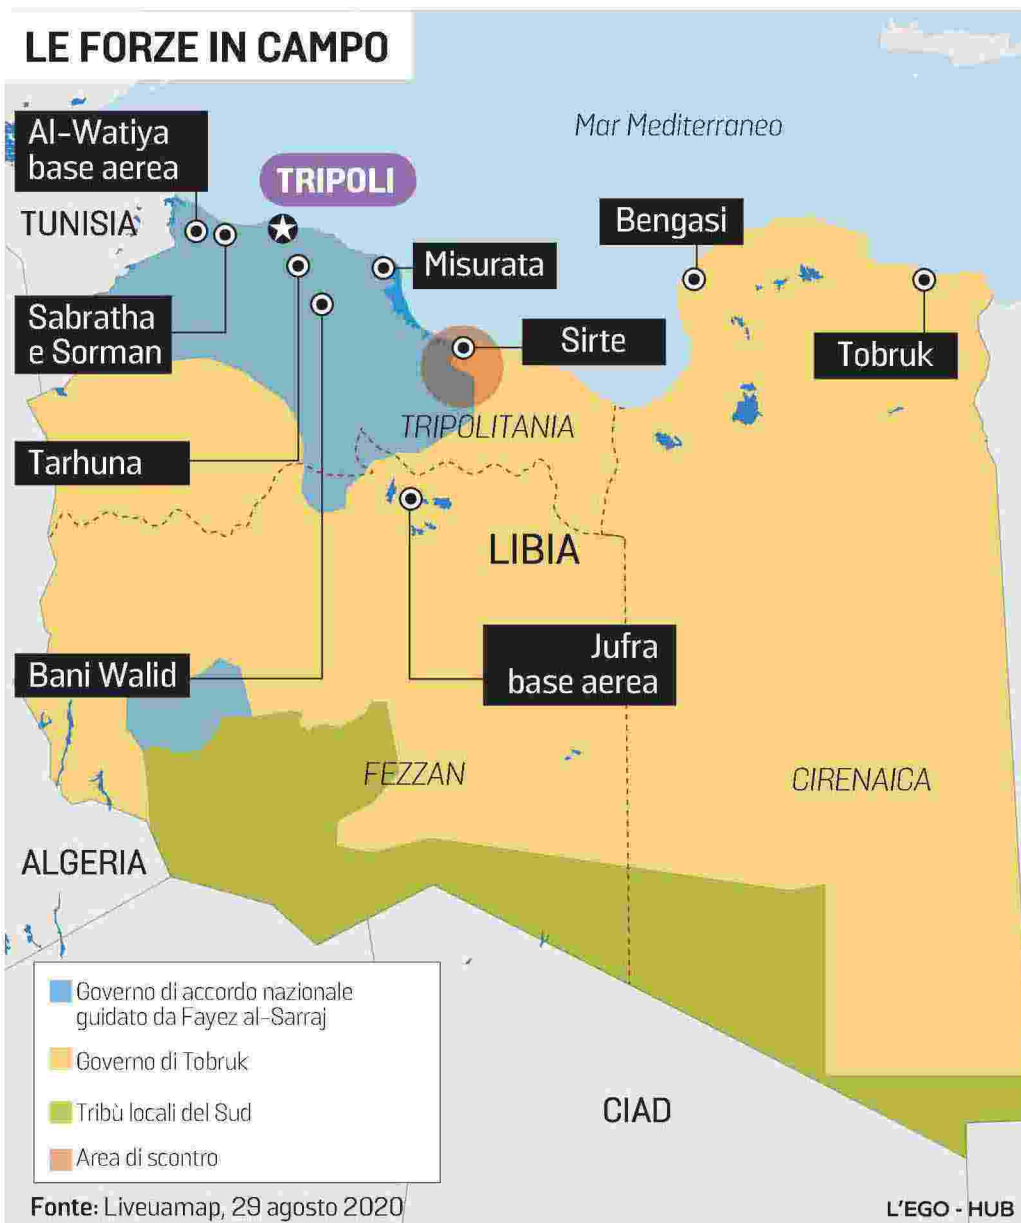 LE FORZE IN CAMPO
Mar Mediterraneo
Al-Watiya
base aerea
TRIPOLI
TUNISIA
Bengasi
Misurata
Sabratha
e Sorman
Sirte
Tobruk
TRIPOLITANIA
Tarhuna
LIBIA
Jufra
base aerea
Bani Walid
FEZZAN
CIRENAICA
ALGERIA
Governo di accordo nazionale
guidato da Fayez al-Sarraj
Governo di Tobruk
Tribù locali del Sud
Area di scontro
CIAD
Fonte: Liveuamap, 29 agosto 2020
L'EGO - HUB